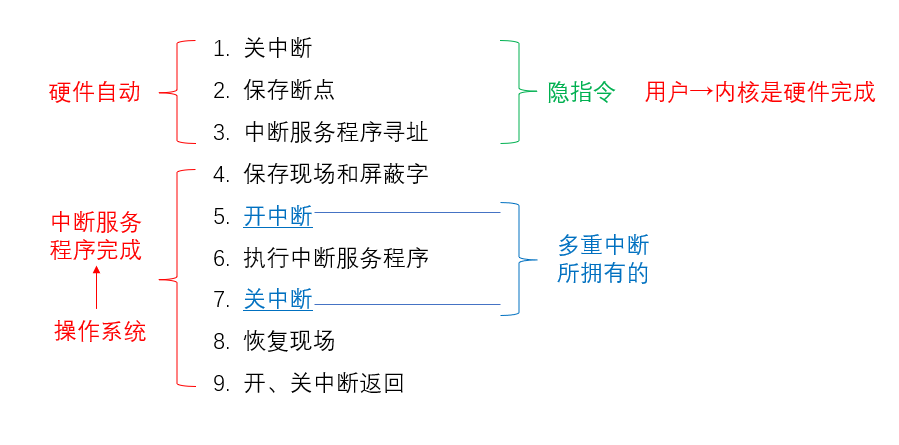 1. 关中断
2. 保存断点
3. 中断服务程序寻址
硬件自动
隐指令
用户→内核是硬件完成
4. 保存现场和屏蔽字
5. 开中断
6. 执行中断服务程序
7. 关中断
8. 恢复现场
9. 开、关中断返回
中断服务
程序完成
操作系统
多重中断
所拥有的